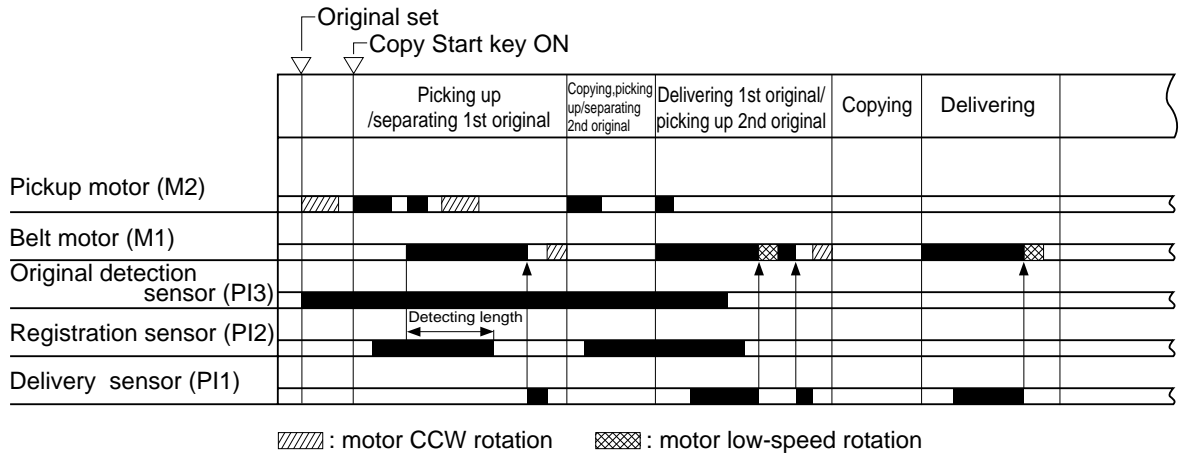 Original set
Copy Start key ON
Picking up
/separating 1st original
Copying,picking
up/separating
2nd original
Delivering 1st original/
picking up 2nd original
Copying
Delivering
Pickup motor (M2)
Belt motor (M1)
Original detection
sensor (PI3)
Detecting length
Registration sensor (PI2)
Delivery sensor (PI1)
: motor CCW rotation
: motor low-speed rotation